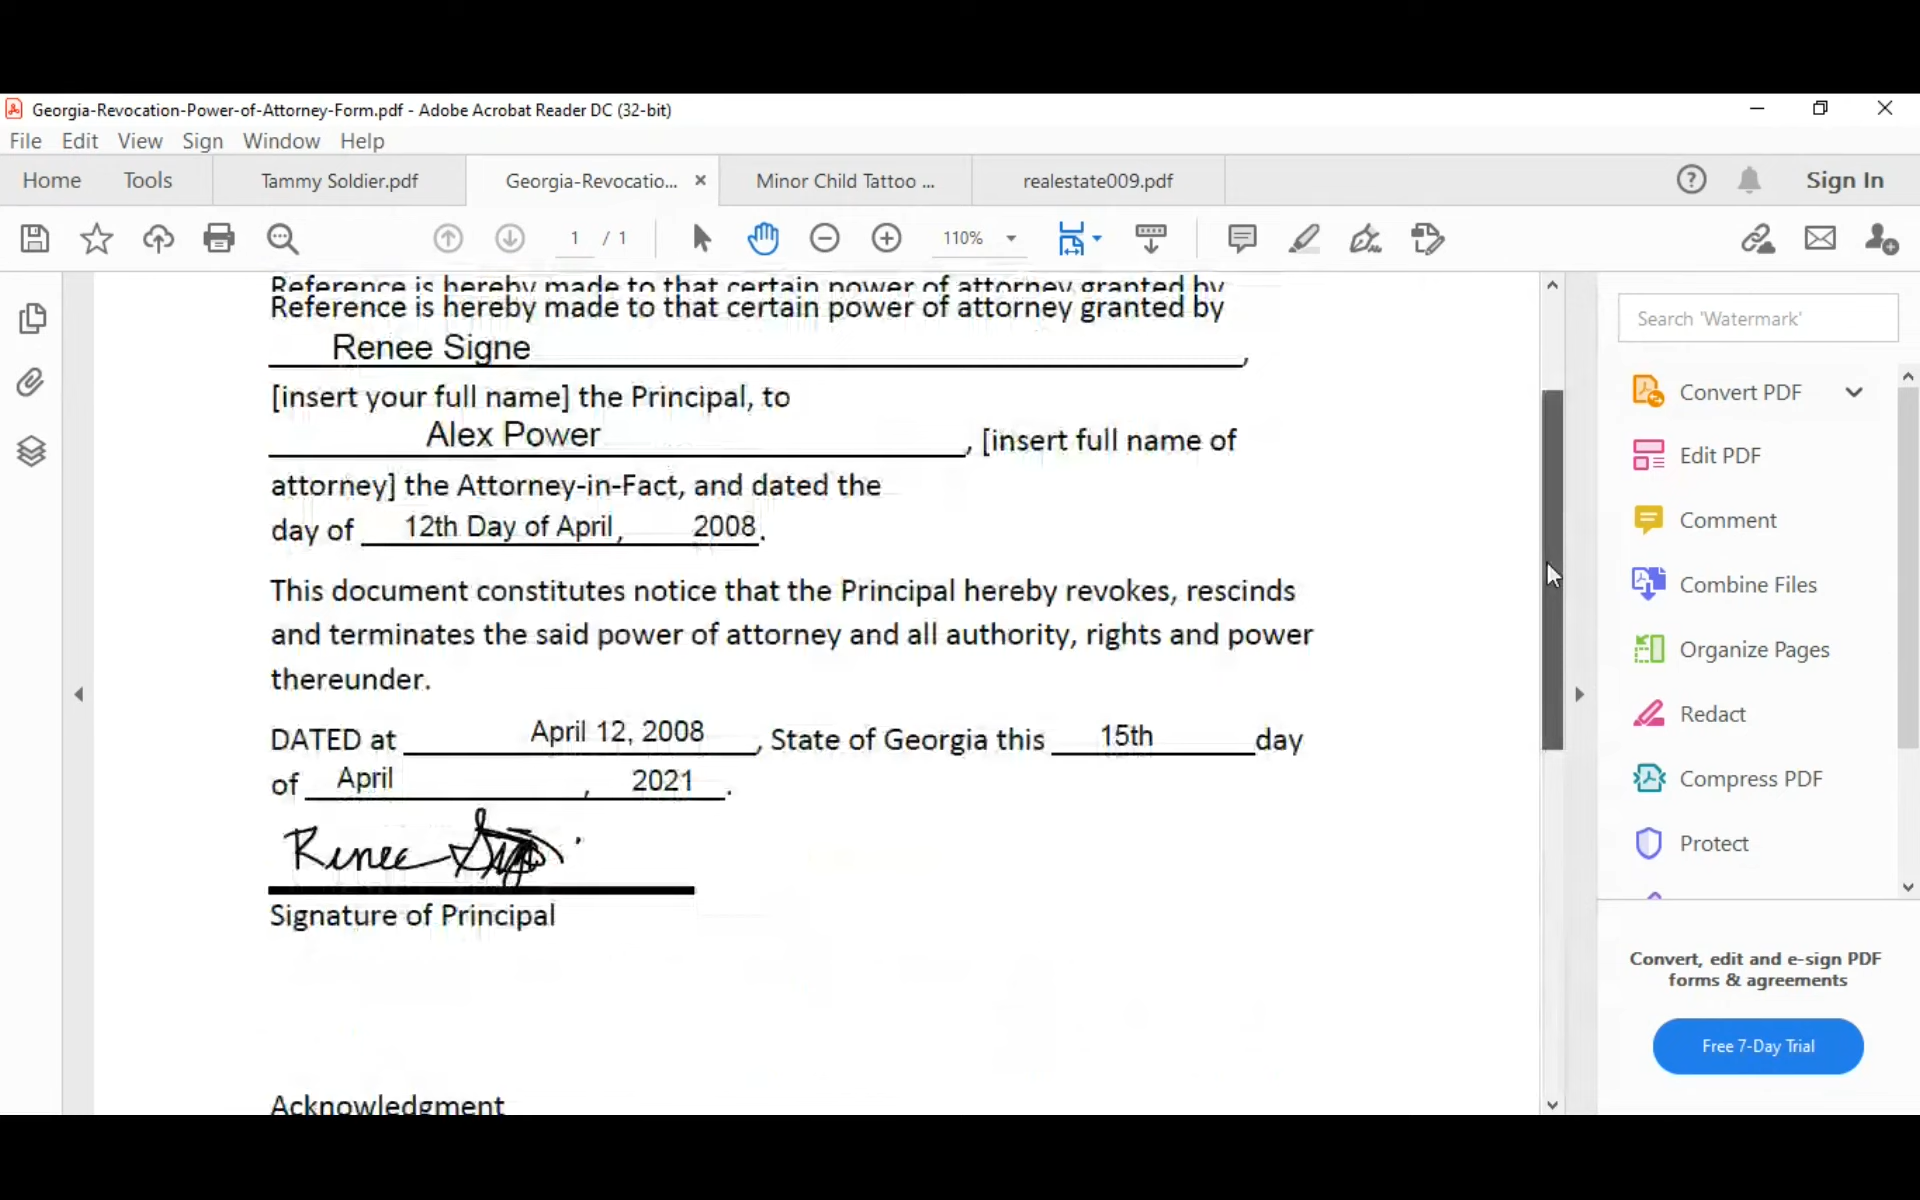 Georgia-Revocation-Power-of-Attorney-Form.pdf - Adobe Acrobat Reader DC (32-bit)
File Edit View Sign Window Help
Home Tools Tammy Soldier.pdf Georgia-Revocatio... Minor Child Tattoo ... realestate009.pdf Sign In
1 / 1 110%
Reference is hereby made to that certain power of attorney granted by
Reference is hereby made to that certain power of attorney granted by
Renee Signe,
[insert your full name] the Principal, to
Alex Power, [insert full name of
attorney] the Attorney-in-Fact, and dated the
day of 12th Day of April, 2008.
This document constitutes notice that the Principal hereby revokes, rescinds
and terminates the said power of attorney and all authority, rights and power
thereunder.
DATED at April 12, 2008, State of Georgia this 15th day
of April, 2021.
Renee
Signature of Principal
Acknowledgment
Search 'Watermark'
Convert PDF
Edit PDF
Comment
Combine Files
Organize Pages
Redact
Compress PDF
Protect
Convert, edit and e-sign PDF
forms & agreements
Free 7-Day Trial